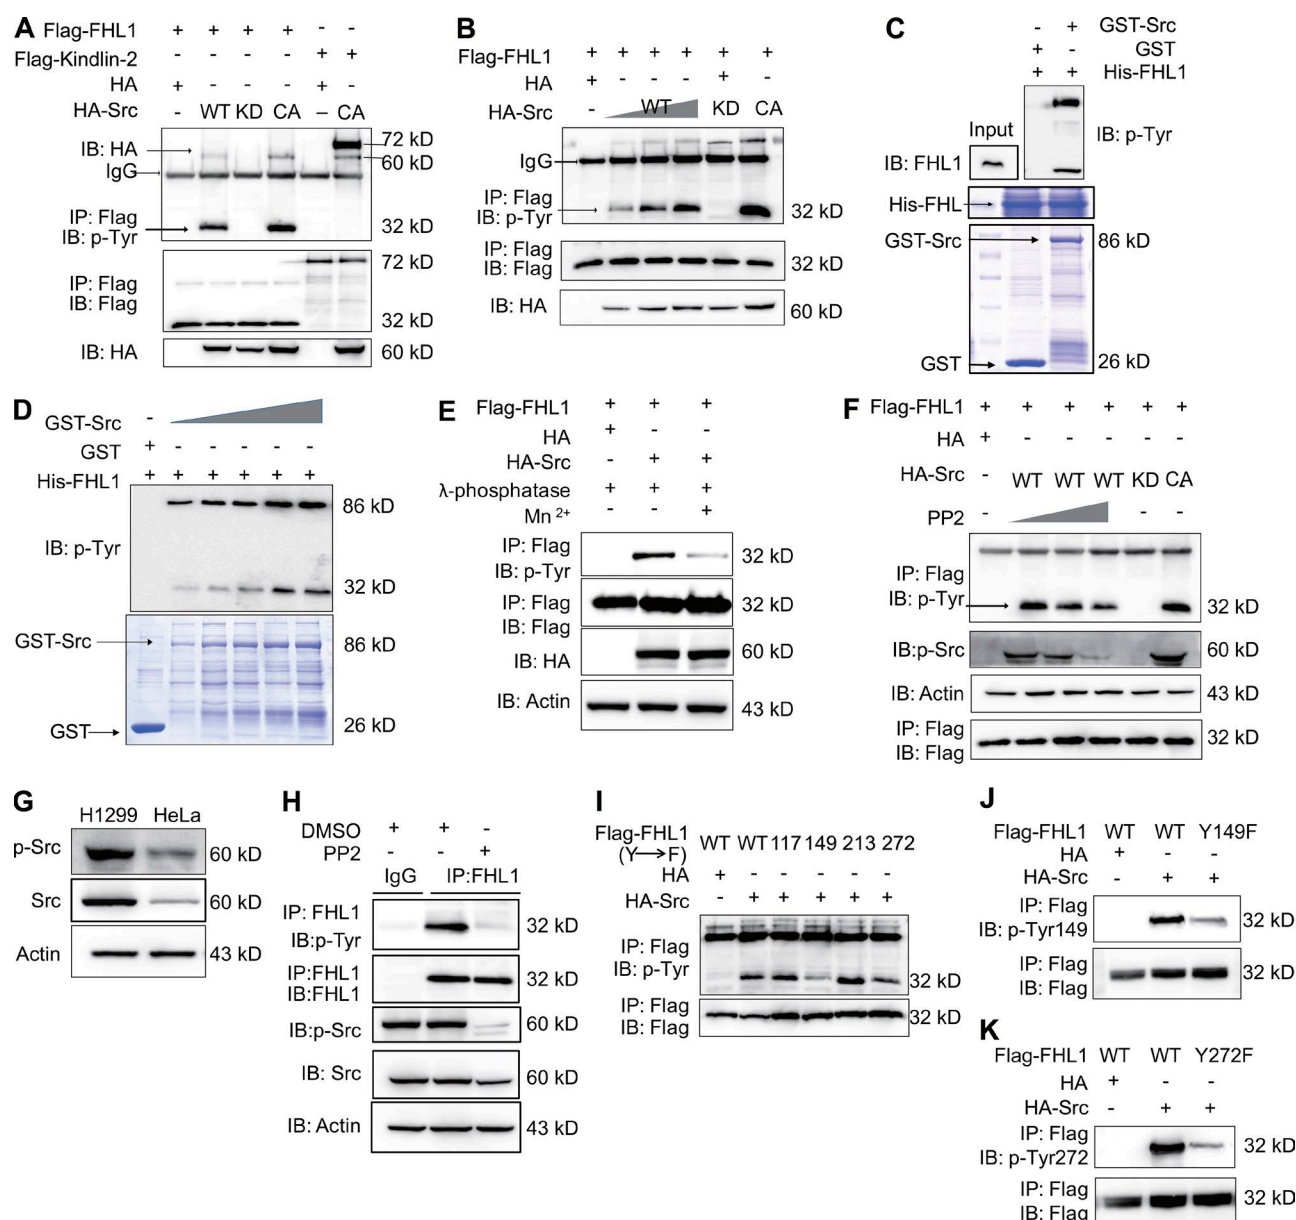 A
Flag-FHL1 + + + + - -
Flag-Kindlin-2 - - - - + +
HA + - - - + -
HA-Src - WT KD CA – CA
IB: HA
72 kD
60 kD
IgG
IP: Flag
IB: p-Tyr
32 kD
IP: Flag
IB: Flag
72 kD
32 kD
IB: HA 60 kD
B
Flag-FHL1 + + + + + +
HA + - - - + -
HA-Src - WT KD CA
IgG
IP: Flag
IB: p-Tyr
32 kD
IP: Flag
IB: Flag
32 kD
IB: HA 60 kD
C
- + GST-Src
+ - GST
+ + His-FHL1
Input
IB: p-Tyr
IB: FHL1
His-FHL
GST-Src 86 kD
GST 26 kD
D
GST-Src -
GST + - - - - -
His-FHL1 + + + + + +
86 kD
IB: p-Tyr
32 kD
GST-Src 86 kD
GST 26 kD
E
Flag-FHL1 + + +
HA + - -
HA-Src - + +
λ-phosphatase + + +
Mn 2+ - - +
IP: Flag
IB: p-Tyr
32 kD
IP: Flag
IB: Flag
32 kD
IB: HA 60 kD
IB: Actin 43 kD
F
Flag-FHL1 + + + + + +
HA + - - - - -
HA-Src - WT WT WT KD CA
PP2 - - -
IP: Flag
IB: p-Tyr
32 kD
IB:p-Src 60 kD
IB: Actin 43 kD
IP: Flag
IB: Flag
32 kD
G
H1299 HeLa
p-Src 60 kD
Src 60 kD
Actin 43 kD
H
DMSO + + -
PP2 - - +
IgG IP:FHL1
IP: FHL1
IB:p-Tyr
32 kD
IP:FHL1
IB:FHL1
32 kD
IB:p-Src 60 kD
IB: Src 60 kD
IB: Actin 43 kD
I
Flag-FHL1
(Y→F)
WT WT 117 149 213 272
HA + - - - - -
HA-Src - + + + + +
IP: Flag
IB: p-Tyr
32 kD
IP: Flag
IB: Flag
32 kD
J
Flag-FHL1 WT WT Y149F
HA + - -
HA-Src - + +
IP: Flag
IB: p-Tyr149
32 kD
IP: Flag
IB: Flag
32 kD
K
Flag-FHL1 WT WT Y272F
HA + - -
HA-Src - + +
IP: Flag
IB: p-Tyr272
32 kD
IP: Flag
IB: Flag
32 kD